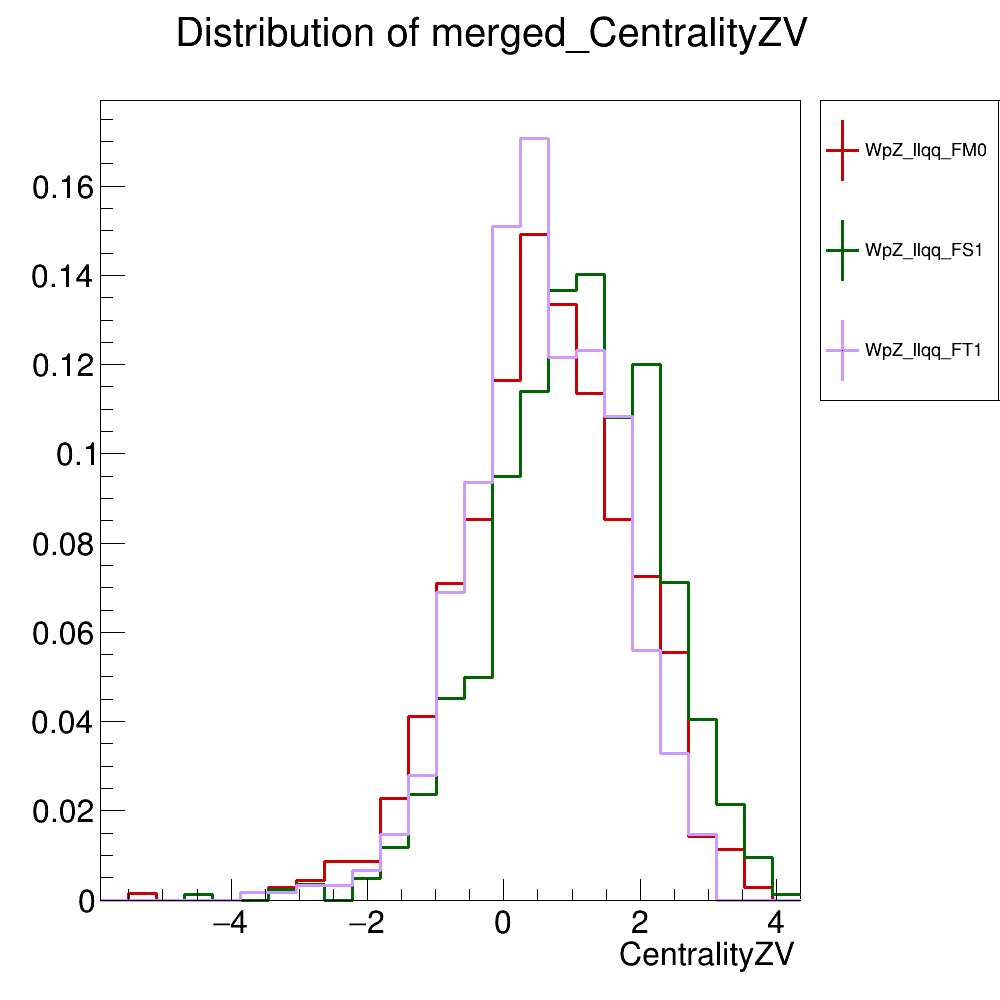 Distribution of merged_CentralityZV
WpZ_llqq_FM0
WpZ_llqq_FS1
WpZ_llqq_FT1
0.16
0.14
0.12
0.1
0.08
0.06
0.04
0.02
0
−4 −2 0 2 4
CentralityZV